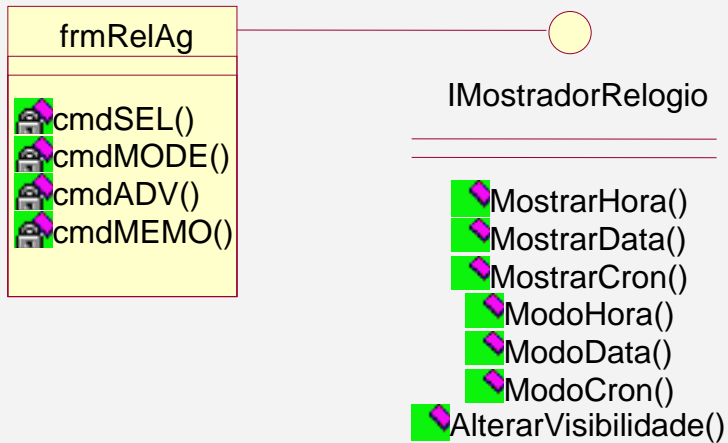 frmRelAg
cmdSEL()
cmdMODE()
cmdADV()
cmdMEMO()
IMostradorRelogio
MostrarHora()
MostrarData()
MostrarCron()
ModoHora()
ModoData()
ModoCron()
AlterarVisibilidade()